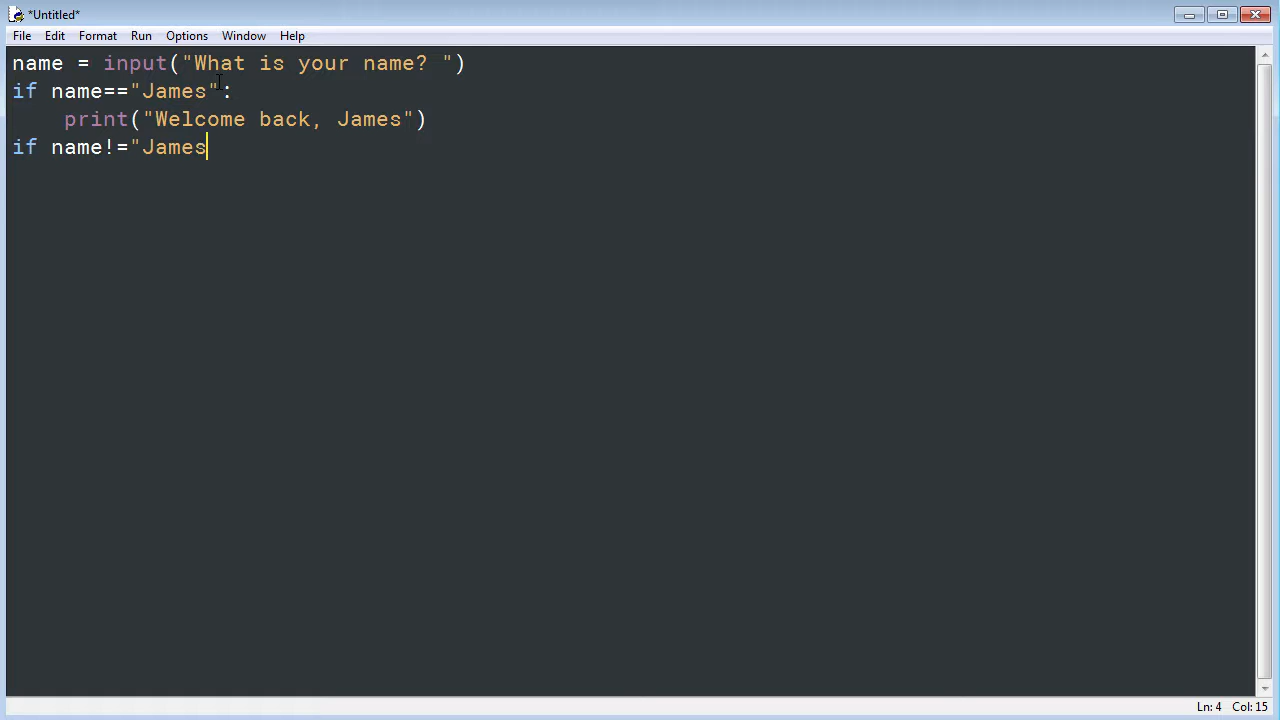 *Untitled*
File Edit Format Run Options Window Help
name = input("What is your name? ")
if name=="James":
    print("Welcome back, James")
if name!="James
Ln: 4 Col: 15